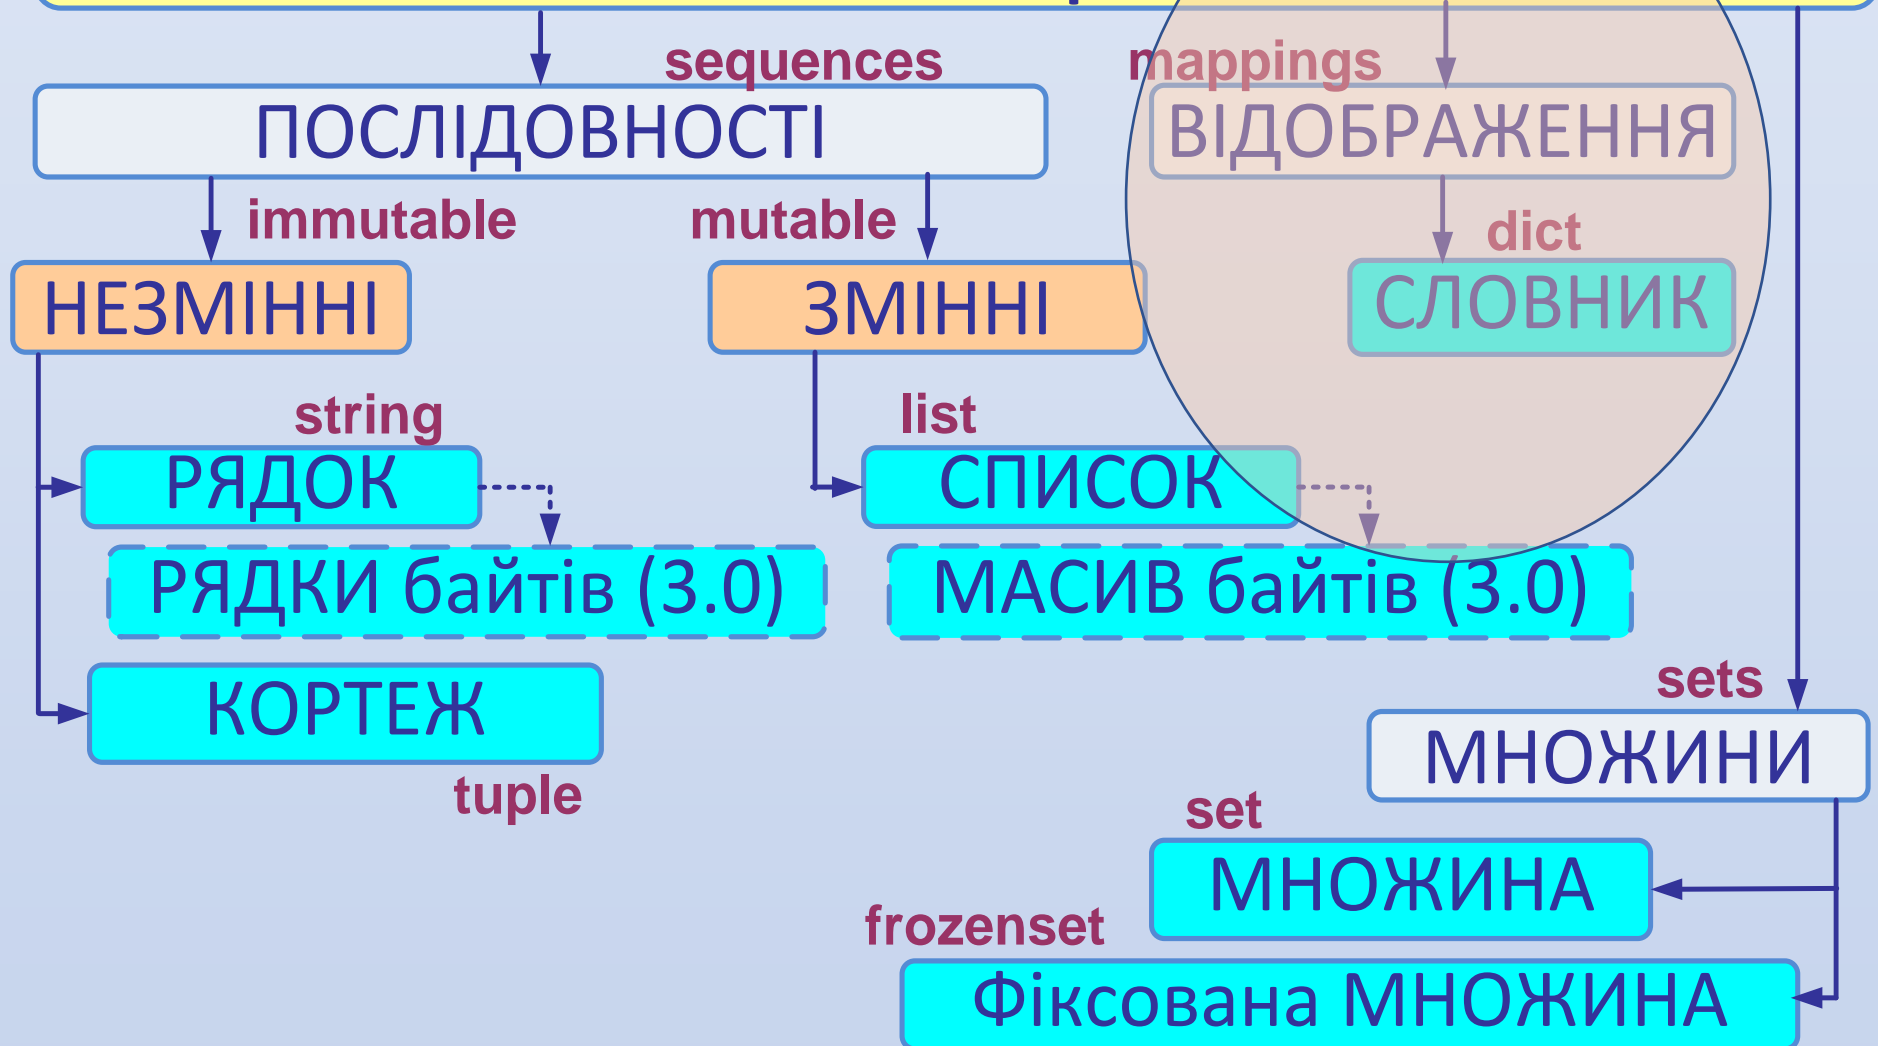 sequences mappings
ПОСЛІДОВНОСТІ ВІДОБРАЖЕННЯ
immutable mutable dict
НЕЗМІННІ ЗМІННІ СЛОВНИК
string list
РЯДОК СПИСОК
РЯДКИ байтів (3.0) МАСИВ байтів (3.0)
sets
КОРТЕЖ
МНОЖИНИ
tuple
set
МНОЖИНА
frozenset
Фіксована МНОЖИНА